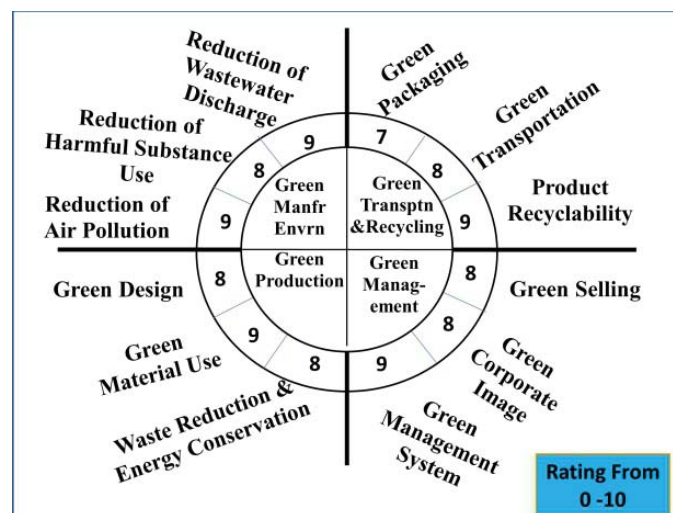 Reduction of
Wastewater
Discharge
9
Green
Packaging
7
Green
Transportation
8
Product
Recyclability
9
Reduction of
Harmful Substance
Use
8
Reduction of
Air Pollution
9
Green
Manfr
Envrn
Green
Transptn
&Recycling
Green
Production
Green
Manag-
ement
Green Design
8
Green
Material Use
9
Waste Reduction &
Energy Conservation
8
Green Selling
8
Green
Corporate
Image
8
Green
Management
System
9
Rating From
0 -10